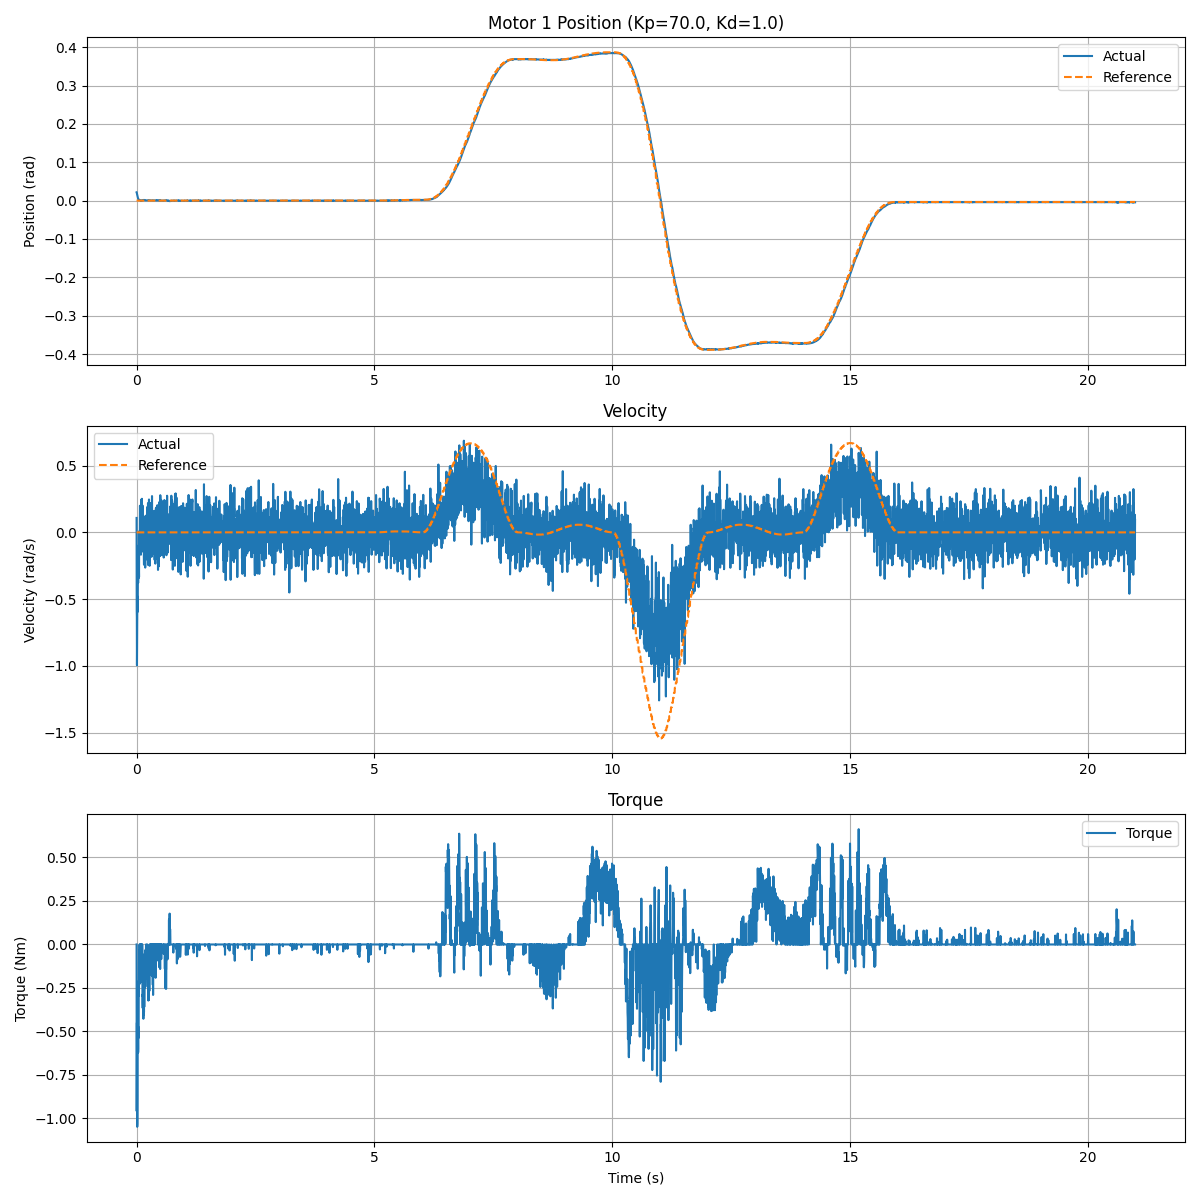 Motor 1 Position (Kp=70.0, Kd=1.0)
Position (rad)
0.4
0.3
0.2
0.1
0.0
−0.1
−0.2
−0.3
−0.4
Actual
Reference
0 5 10 15 20
Velocity
Velocity (rad/s)
0.5
0.0
−0.5
−1.0
−1.5
Actual
Reference
0 5 10 15 20
Torque
Torque (Nm)
0.50
0.25
0.00
−0.25
−0.50
−0.75
−1.00
Torque
0 5 10 15 20
Time (s)